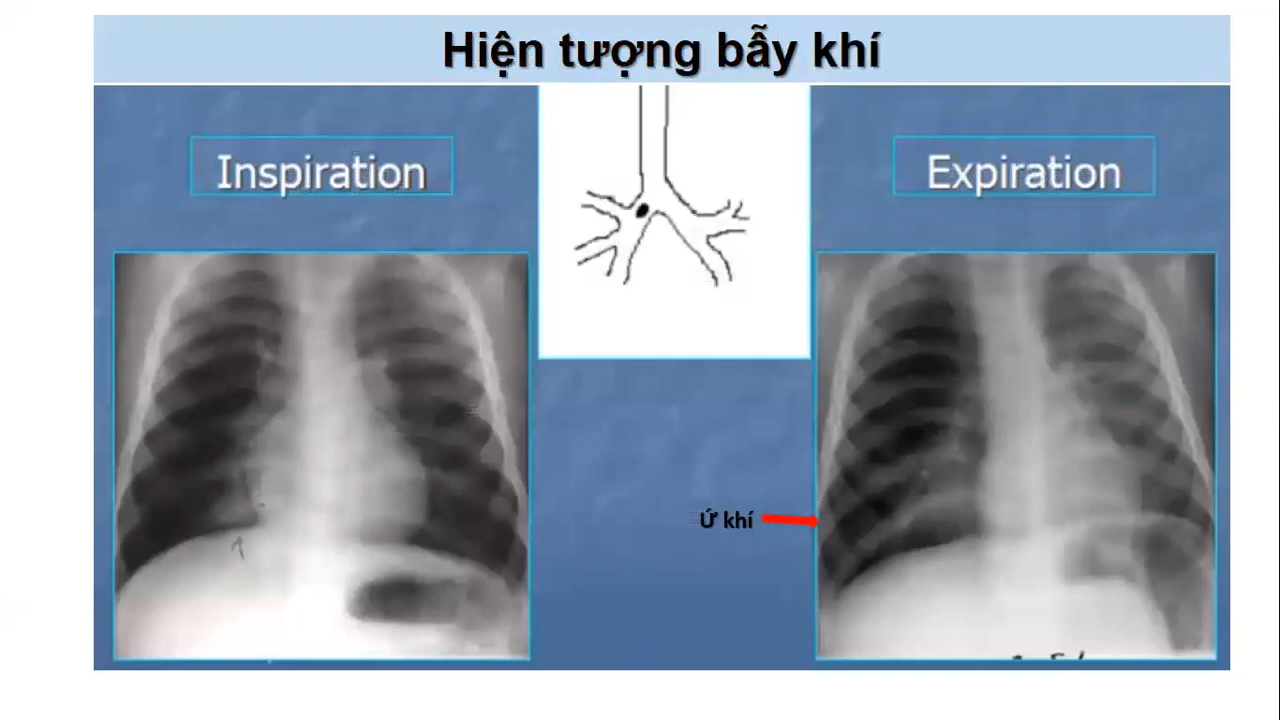 Hiện tượng bẫy khí
Inspiration
Expiration
Ứ khí